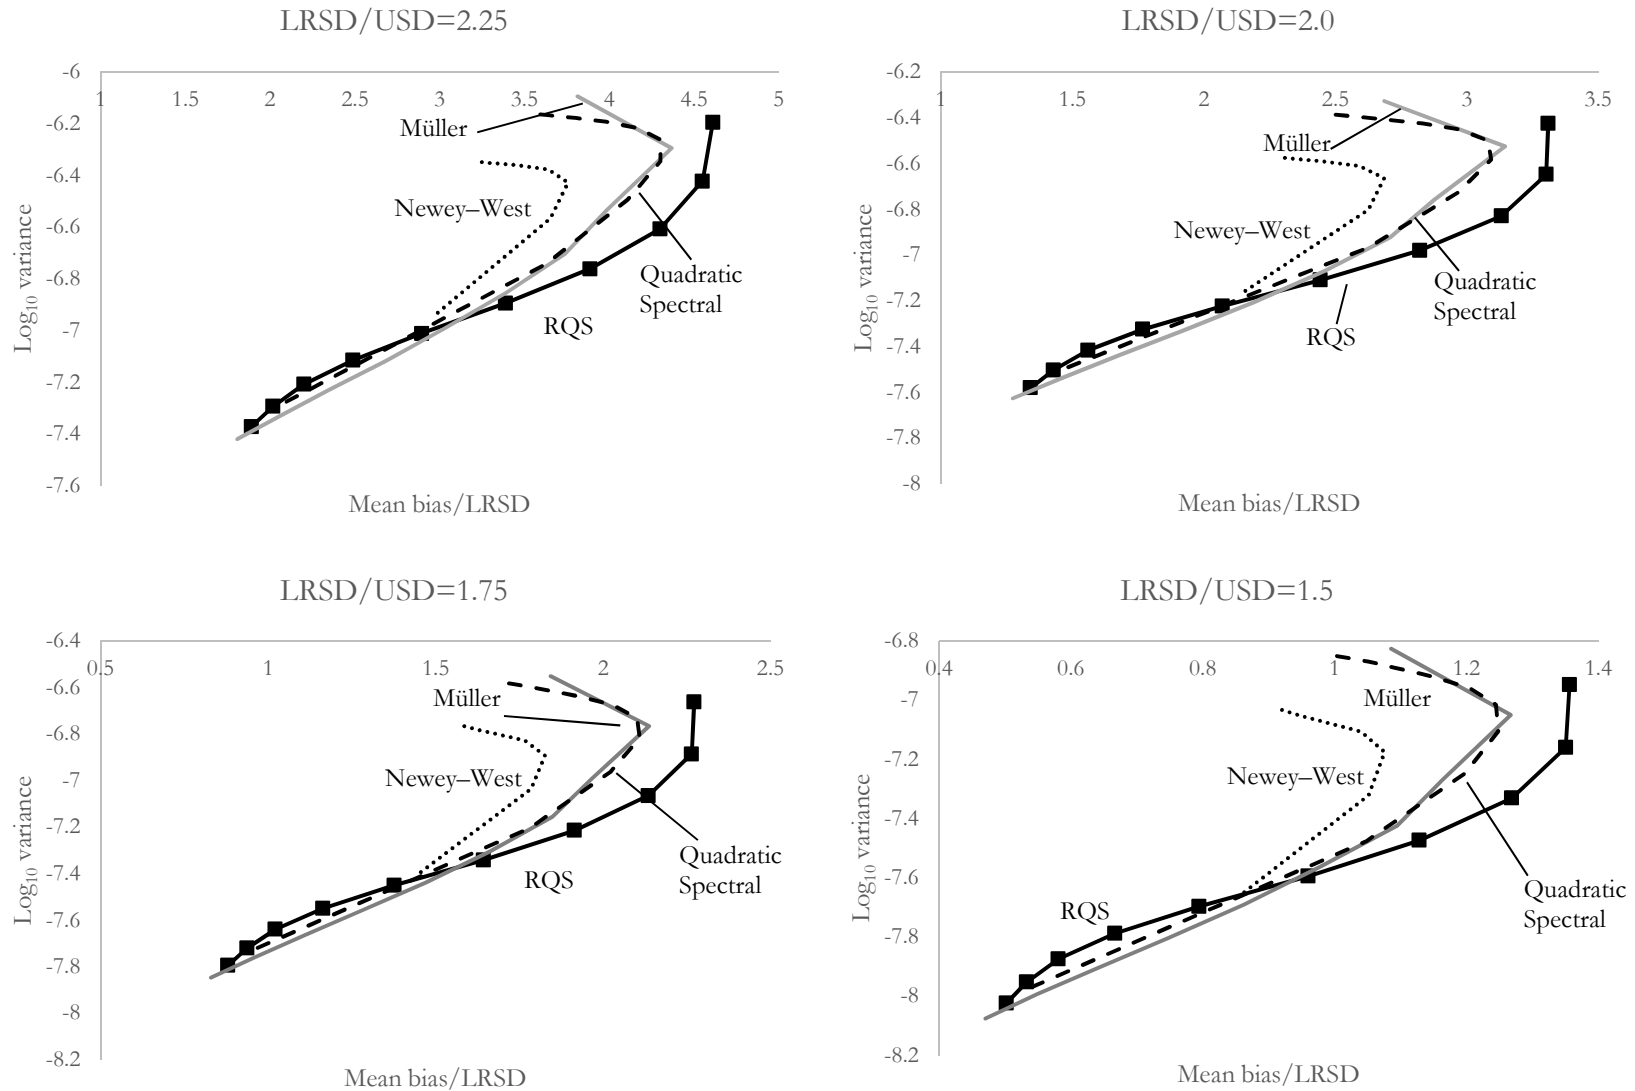 LRSD/USD=2.25
-6
1 1.5 2 2.5 3 3.5 4 4.5 5
-6.2
-6.4
-6.6
-6.8
-7
-7.2
-7.4
-7.6
Log10 variance
Müller
Newey–West
Quadratic
Spectral
RQS
Mean bias/LRSD
LRSD/USD=2.0
-6.2
1 1.5 2 2.5 3 3.5
-6.4
-6.6
-6.8
-7
-7.2
-7.4
-7.6
-7.8
-8
Log10 variance
Müller
Newey–West
Quadratic
Spectral
RQS
Mean bias/LRSD
LRSD/USD=1.75
-6.4
0.5 1 1.5 2 2.5
-6.6
-6.8
-7
-7.2
-7.4
-7.6
-7.8
-8
-8.2
Log10 variance
Müller
Newey–West
Quadratic
Spectral
RQS
Mean bias/LRSD
LRSD/USD=1.5
-6.8
0.4 0.6 0.8 1 1.2 1.4
-7
-7.2
-7.4
-7.6
-7.8
-8
-8.2
Log10 variance
Müller
Newey–West
Quadratic
Spectral
RQS
Mean bias/LRSD